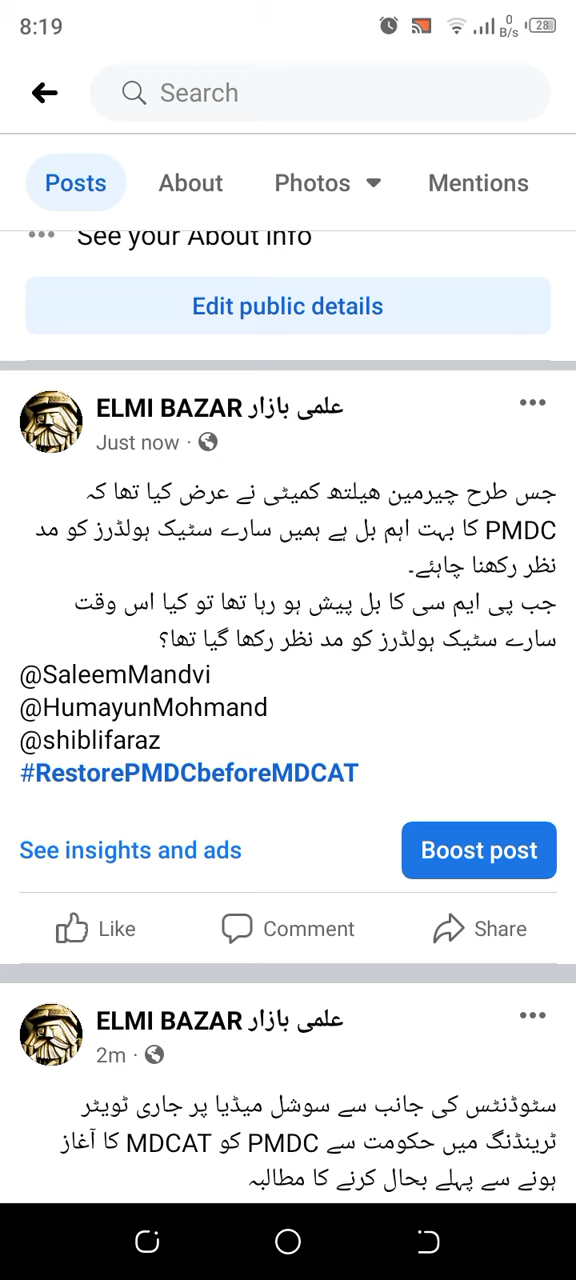 8:19
0 B/s
28
Search
Posts About Photos Mentions
See your About info
Edit public details
ELMI BAZAR علمی بازار
Just now ·
جس طرح چیرمین ھیلتھ کمیٹی نے عرض کیا تھا کہ
PMDC کا بہت اہم بل ہے ہمیں سارے سٹیک ہولڈرز کو مد
نظر رکھنا چاہئے۔
جب پی ایم سی کا بل پیش ہو رہا تھا تو کیا اس وقت
سارے سٹیک ہولڈرز کو مد نظر رکھا گیا تھا؟
@SaleemMandvi
@HumayunMohmand
@shiblifaraz
#RestorePMDCbeforeMDCAT
See insights and ads
Boost post
Like Comment Share
ELMI BAZAR علمی بازار
2m ·
سٹوڈنٹس کی جانب سے سوشل میڈیا پر جاری ٹویٹر
ٹرینڈنگ میں حکومت سے PMDC کو MDCAT کا آغاز
ہونے سے پہلے بحال کرنے کا مطالبہ